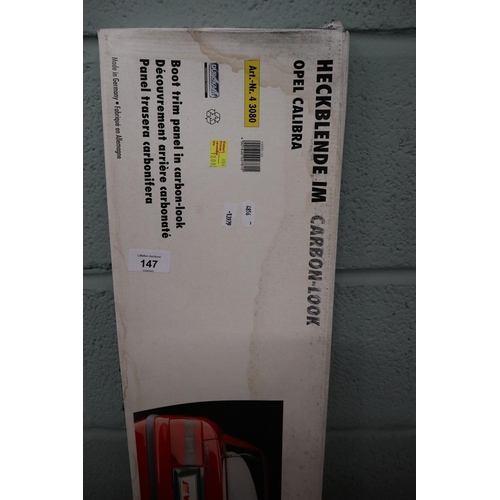 HECKBLENDE IM CARBON-LOOK
OPEL CALIBRA
Art.-Nr. 4 3080
Boot trim panel in carbon-look
Découvrement arrière carbonaté
Panel trasera carbonifera
Made in Germany • Fabriqué en Allemagne
147